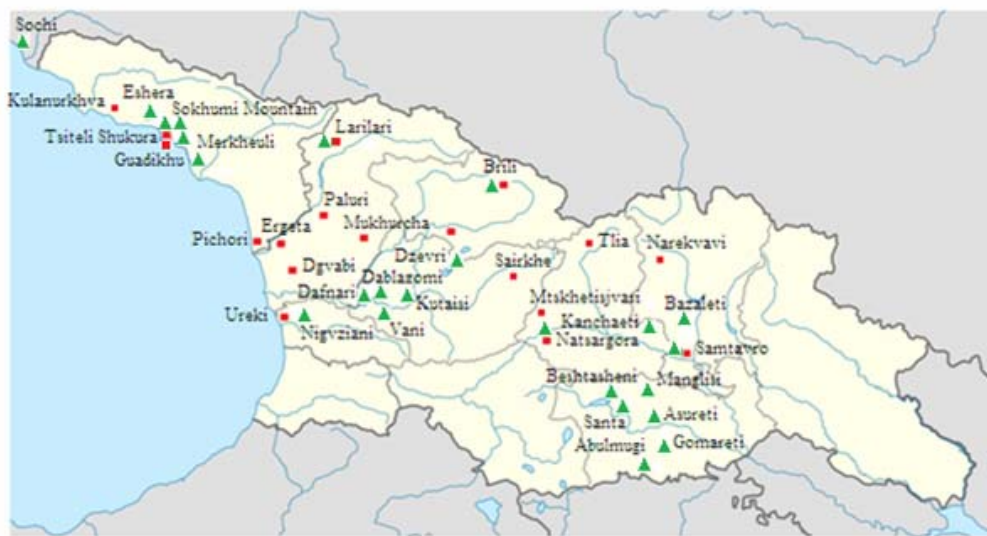 Sochi
Eshera
Kulanurkhva
Sokhumi Mountain
Tsiteli Shukura
Merkheuli
Guadikhu
Larilari
Brili
Paluri
Ergeta
Mukhurcha
Pichori
Tlia
Narekvavi
Dzevri
Dgvabi
Sairkhe
Dablagomi
Dafnari
Kutaisi
Mtskhetisjvari
Bazaleti
Ureki
Kanchaeti
Nigvziani
Vani
Natsargora
Samtavro
Beshtasheni
Manglisi
Santa
Asureti
Abulmugi
Gomareti